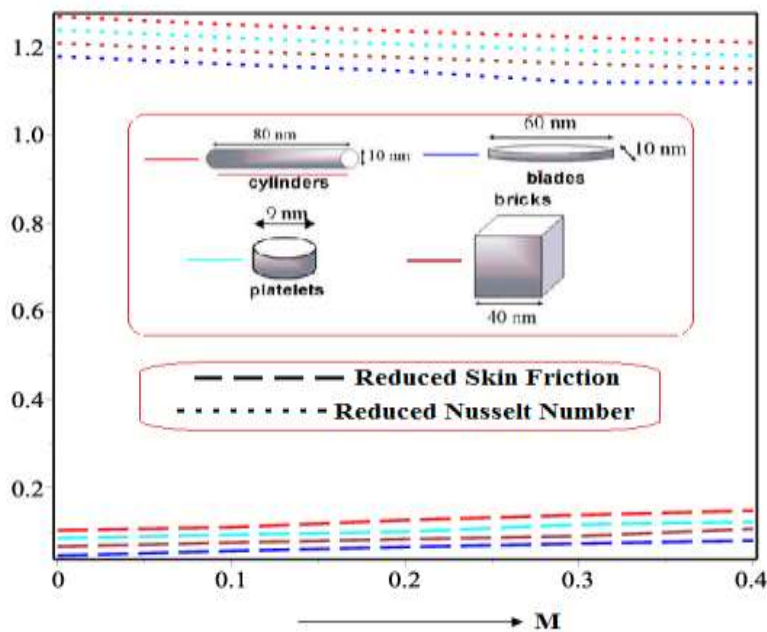 1.2
1.0
0.8
0.6
0.4
0.2
0 0.1 0.2 0.3 0.4
M
80 nm
10 nm
cylinders
60 nm
10 nm
blades
bricks
9 nm
platelets
40 nm
Reduced Skin Friction
Reduced Nusselt Number